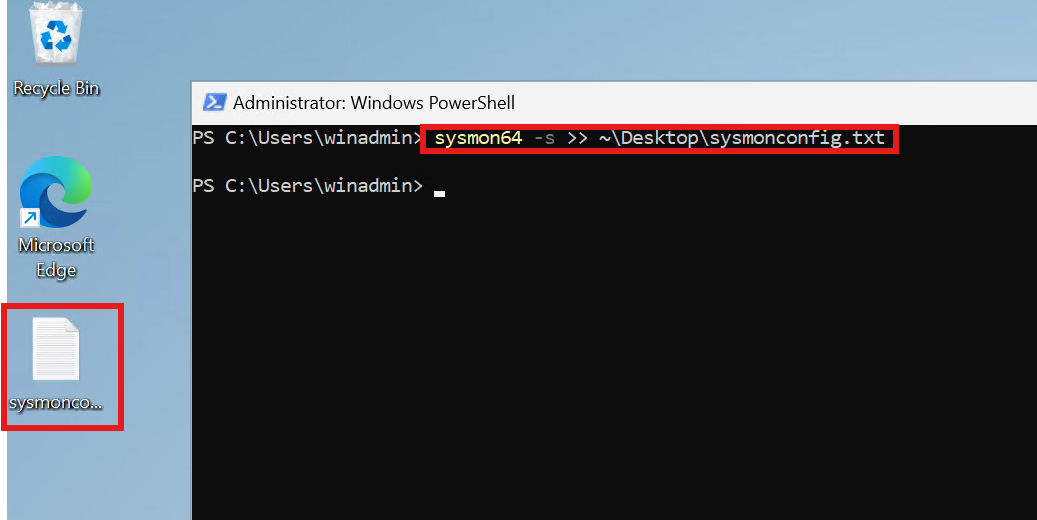 Recycle Bin
Administrator: Windows PowerShell
PS C:\Users\winadmin> sysmon64 -s >> ~\Desktop\sysmonconfig.txt
PS C:\Users\winadmin>
Microsoft
Edge
sysmonco...